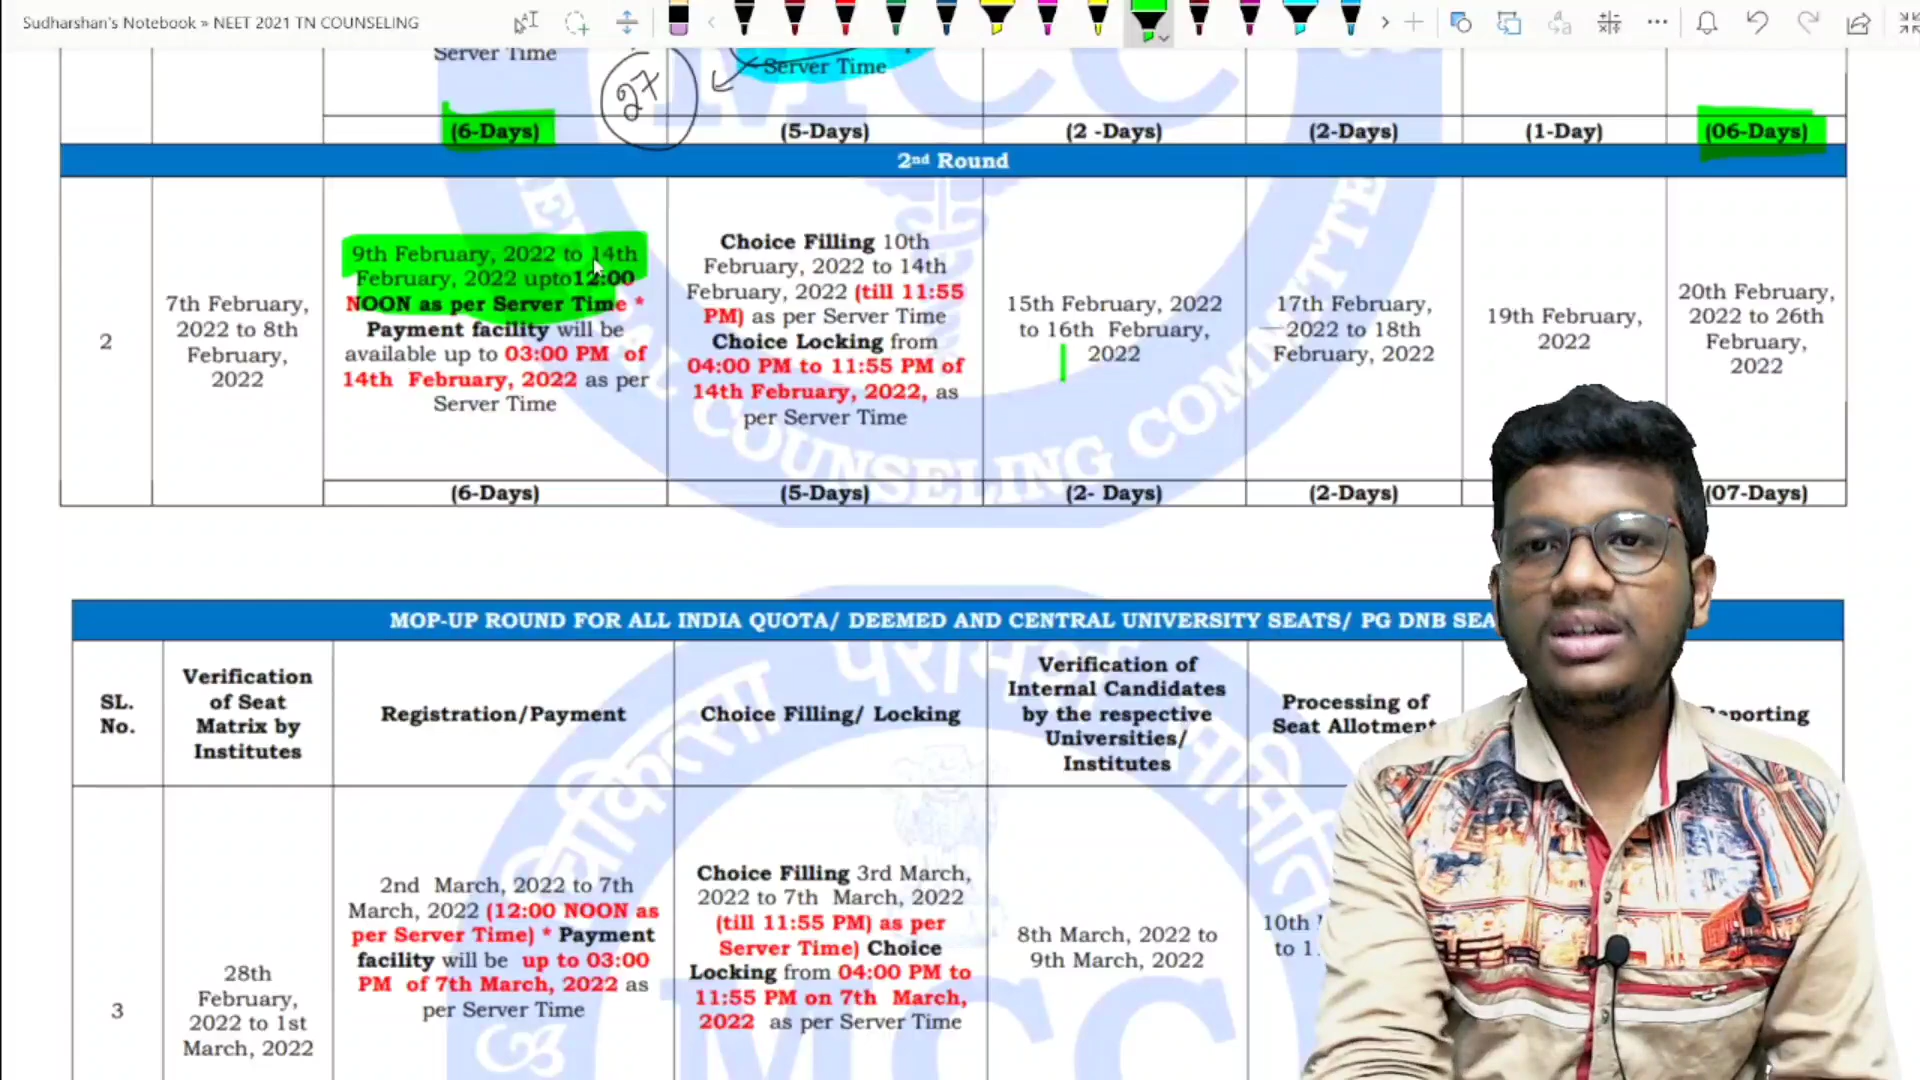 Sudharshan's Notebook » NEET 2021 TN COUNSELING
Server Time
27
Server Time
(6-Days)
(5-Days)
(2 -Days)
(2-Days)
(1-Day)
(06-Days)
2nd Round
2
7th February,
2022 to 8th
February,
2022
9th February, 2022 to 14th
February, 2022 upto12:00
NOON as per Server Time *
Payment facility will be
available up to 03:00 PM of
14th February, 2022 as per
Server Time
Choice Filling 10th
February, 2022 to 14th
February, 2022 (till 11:55
PM) as per Server Time
Choice Locking from
04:00 PM to 11:55 PM of
14th February, 2022, as
per Server Time
15th February, 2022
to 16th February,
2022
17th February,
2022 to 18th
February, 2022
19th February,
2022
20th February,
2022 to 26th
February,
2022
(6-Days)
(5-Days)
(2- Days)
(2-Days)
(07-Days)
COUNSELING COMMITTEE
MOP-UP ROUND FOR ALL INDIA QUOTA/ DEEMED AND CENTRAL UNIVERSITY SEATS/ PG DNB SEA
SL.
No.
Verification
of Seat
Matrix by
Institutes
Registration/Payment
Choice Filling/ Locking
Verification of
Internal Candidates
by the respective
Universities/
Institutes
Processing of
Seat Allotment
Reporting
3
28th
February,
2022 to 1st
March, 2022
2nd March, 2022 to 7th
March, 2022 (12:00 NOON as
per Server Time) * Payment
facility will be up to 03:00
PM of 7th March, 2022 as
per Server Time
Choice Filling 3rd March,
2022 to 7th March, 2022
(till 11:55 PM) as per
Server Time) Choice
Locking from 04:00 PM to
11:55 PM on 7th March,
2022 as per Server Time
8th March, 2022 to
9th March, 2022
10th
to 1
MCC